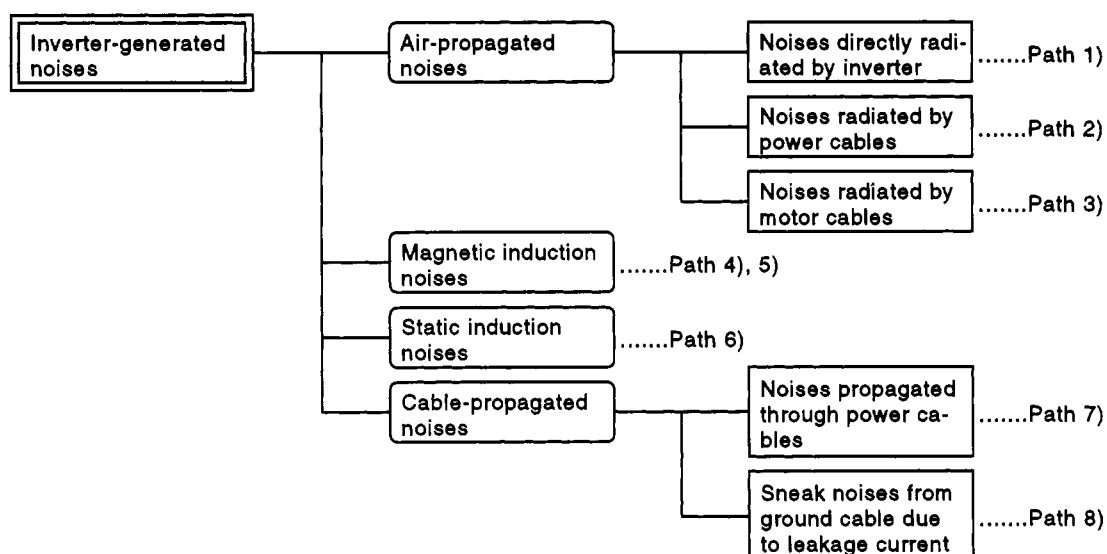 Inverter-generated
noises
Air-propagated
noises
Noises directly radi-
ated by inverter
.......Path 1)
Noises radiated by
power cables
.......Path 2)
Noises radiated by
motor cables
.......Path 3)
Magnetic induction
noises
.......Path 4), 5)
Static induction
noises
.......Path 6)
Cable-propagated
noises
Noises propagated
through power ca-
bles
.......Path 7)
Sneak noises from
ground cable due
to leakage current
.......Path 8)